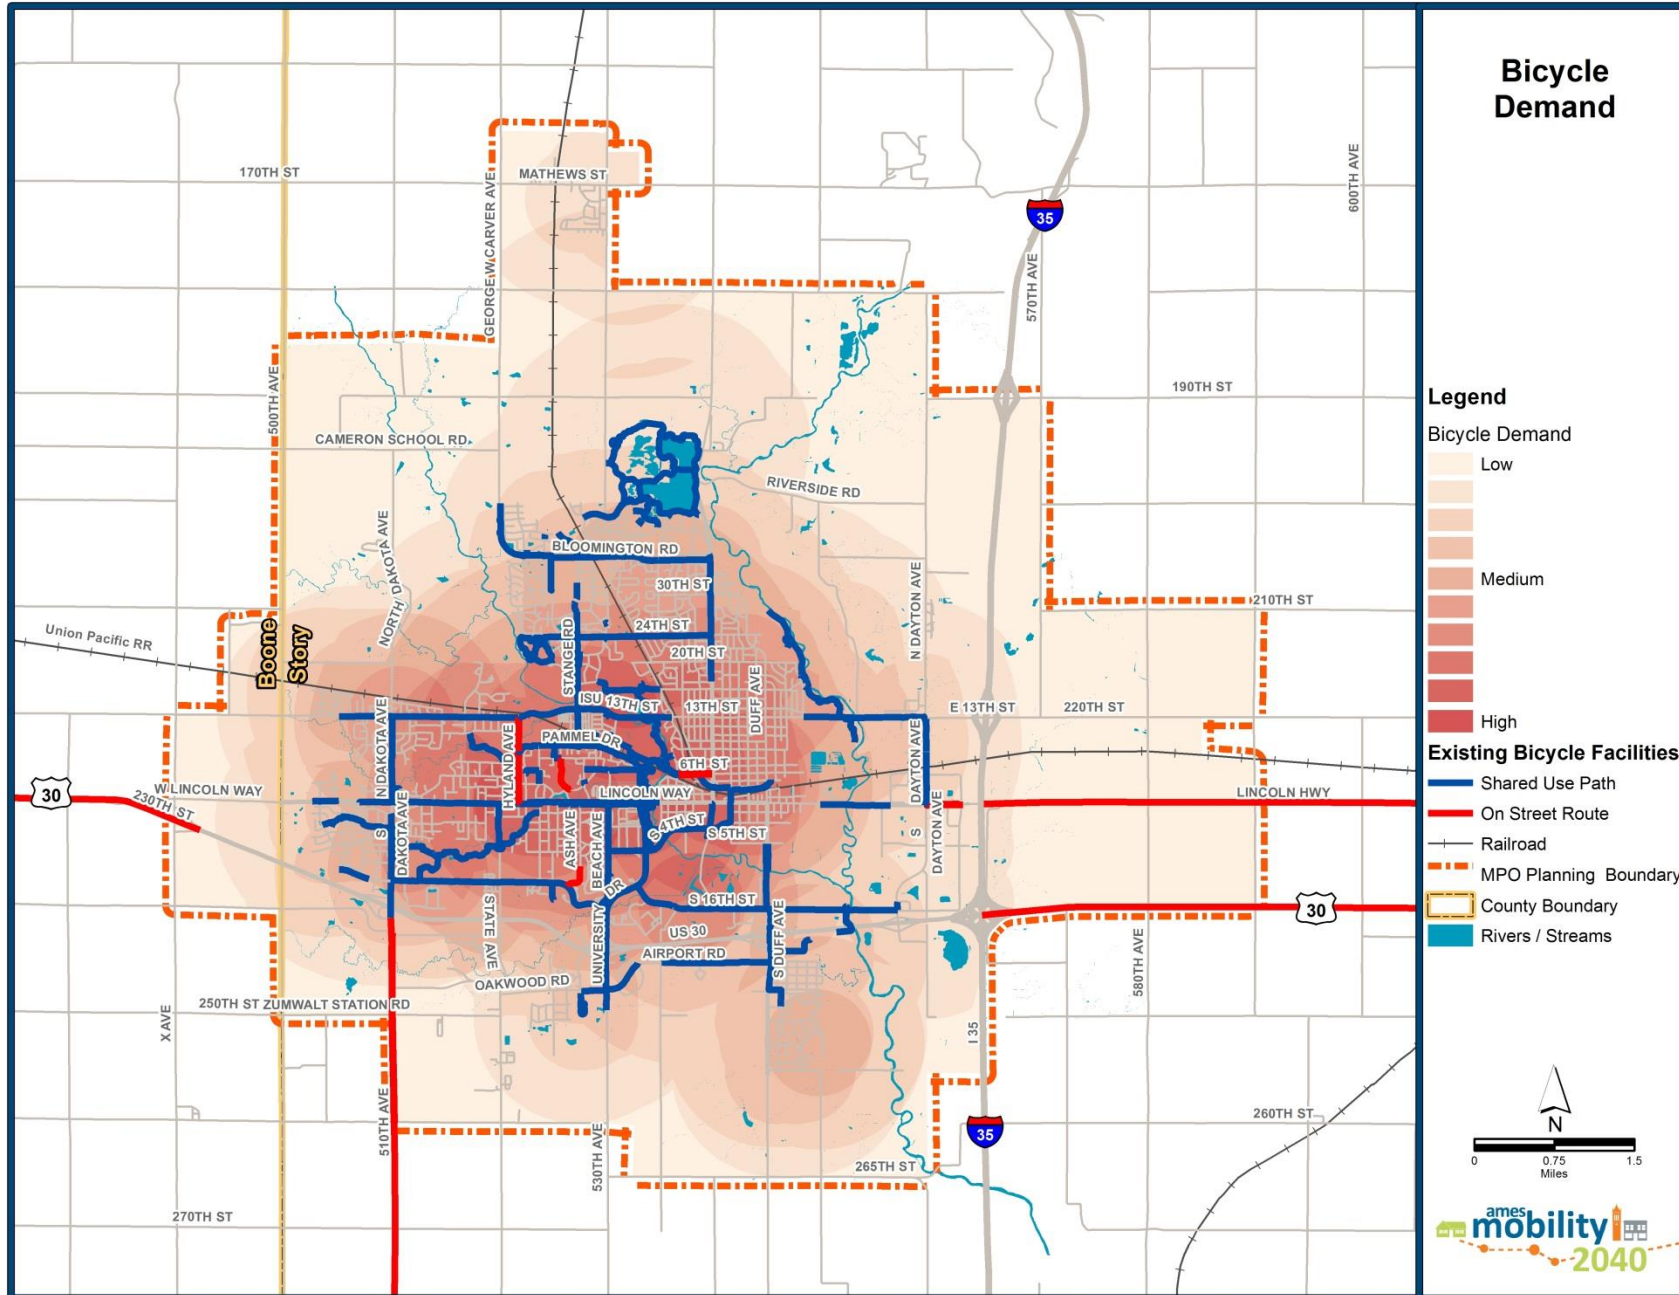 Bicycle
Demand
170TH ST
MATHEWS ST
GEORGE W CARVER AVE
600TH AVE
35
570TH AVE
500TH AVE
190TH ST
CAMERON SCHOOL RD
RIVERSIDE RD
NORTH DAKOTA AVE
BLOOMINGTON RD
30TH ST
N DAYTON AVE
210TH ST
Union Pacific RR
Boone
Story
STANGE RD
24TH ST
20TH ST
DUFF AVE
ISU 13TH ST
13TH ST
E 13TH ST
220TH ST
N DAKOTA AVE
HYLAND AVE
PAMMEL DR
6TH ST
DAYTON AVE
30
W LINCOLN WAY
230TH ST
LINCOLN WAY
LINCOLN HWY
S DAKOTA AVE
ASH AVE
BEACH AVE
S 4TH ST
S 5TH ST
S DAYTON AVE
STATE AVE
UNIVERSITY DR
S 16TH ST
US 30
30
AIRPORT RD
S DUFF AVE
580TH AVE
OAKWOOD RD
250TH ST ZUMWALT STATION RD
X AVE
I 35
510TH AVE
530TH AVE
35
260TH ST
265TH ST
270TH ST
Legend
Bicycle Demand
Low
Medium
High
Existing Bicycle Facilities
Shared Use Path
On Street Route
Railroad
MPO Planning Boundary
County Boundary
Rivers / Streams
N
0 0.75 1.5
Miles
ames
mobility
2040